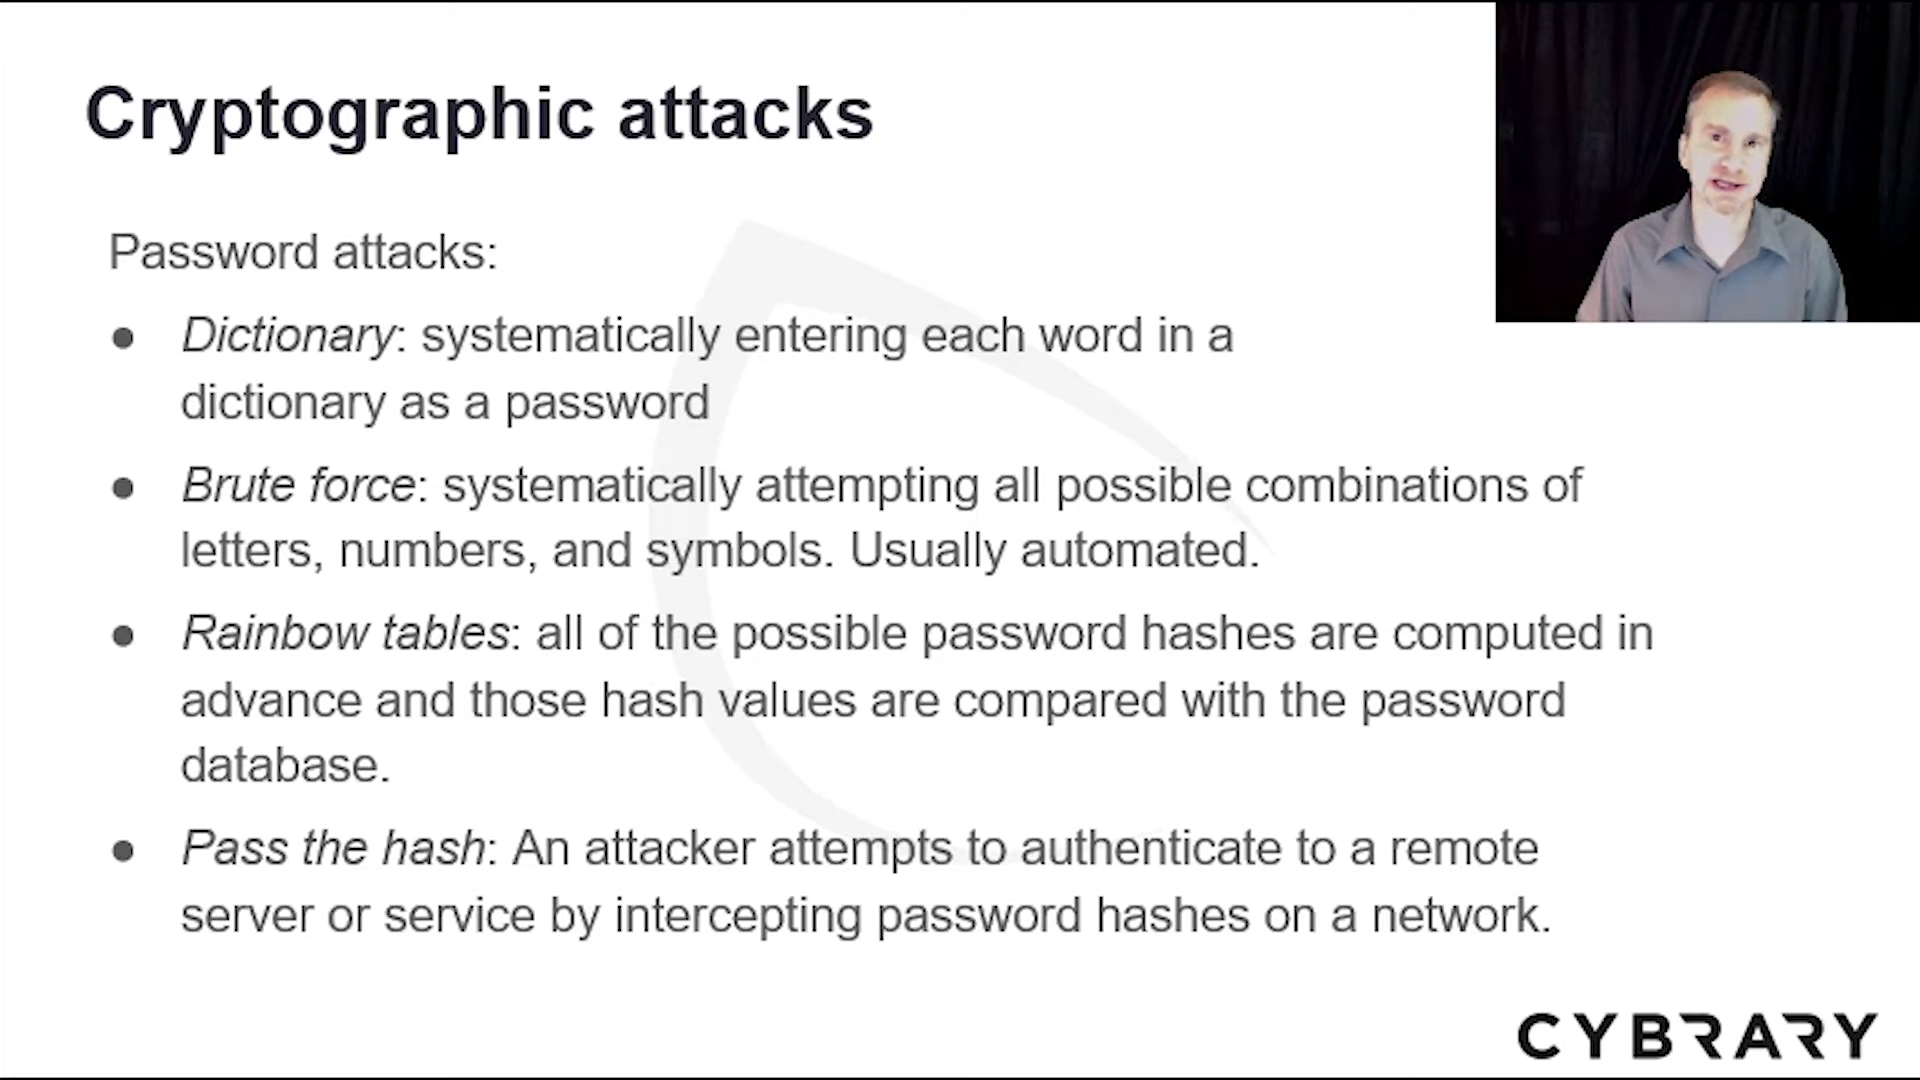 Cryptographic attacks
Password attacks:
● Dictionary: systematically entering each word in a
dictionary as a password
● Brute force: systematically attempting all possible combinations of
letters, numbers, and symbols. Usually automated.
● Rainbow tables: all of the possible password hashes are computed in
advance and those hash values are compared with the password
database.
● Pass the hash: An attacker attempts to authenticate to a remote
server or service by intercepting password hashes on a network.
CYBRARY